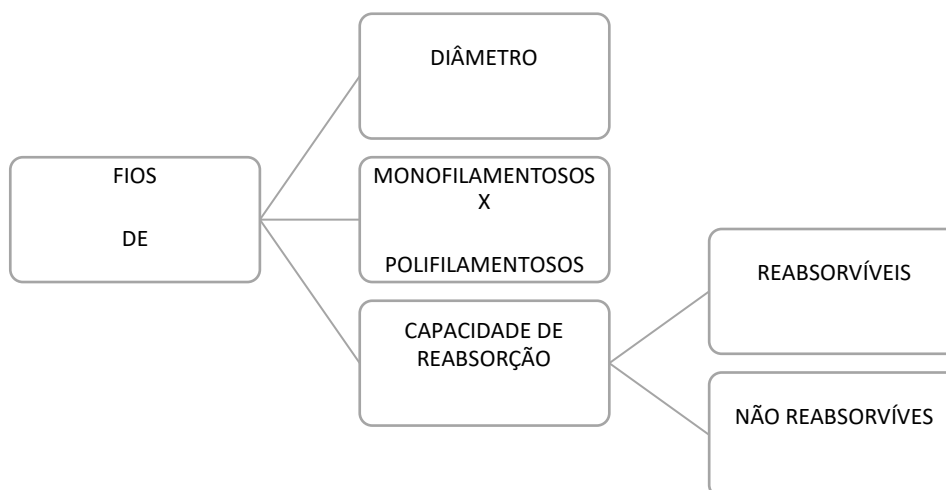 FIOS
DE
DIÂMETRO
MONOFILAMENTOSOS
X
POLIFILAMENTOSOS
CAPACIDADE DE
REABSORÇÃO
REABSORVÍVEIS
NÃO REABSORVÍVES